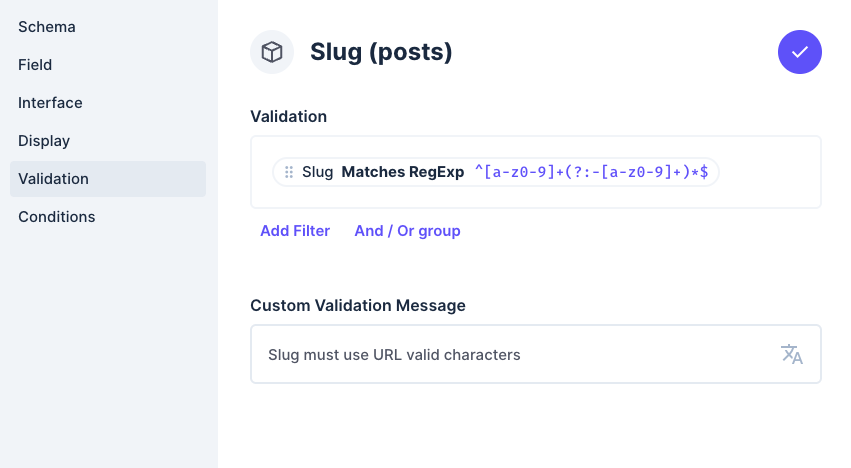 Schema
Field
Interface
Display
Validation
Conditions
Slug (posts)
Validation
Slug Matches RegExp ^[a-z0-9]+(?:-[a-z0-9]+)*$
Add Filter And / Or group
Custom Validation Message
Slug must use URL valid characters